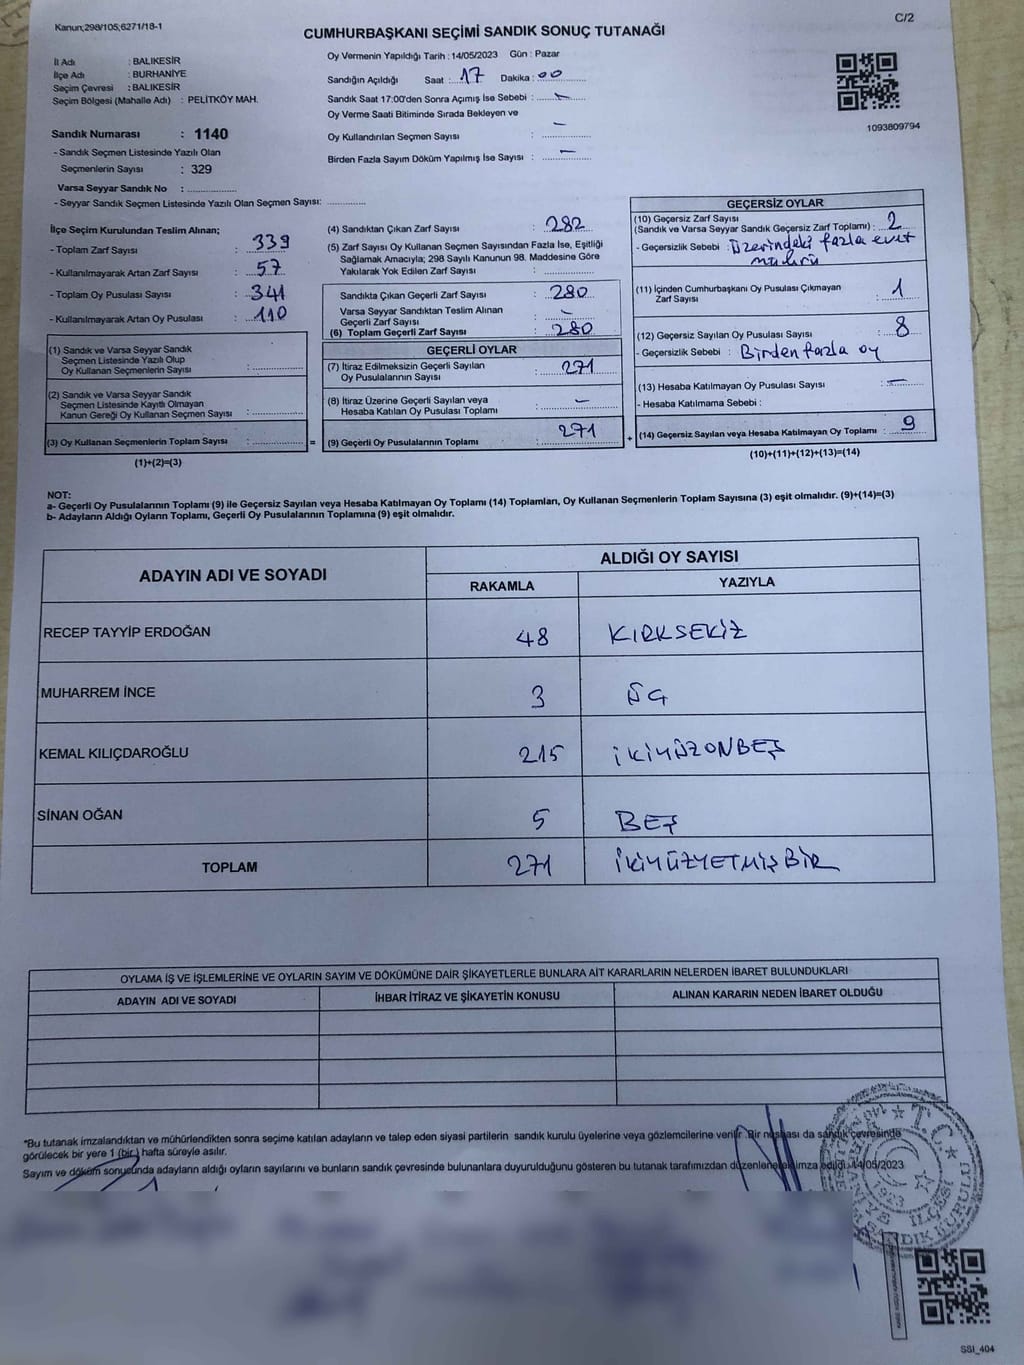 Kanun;298/105;6271/18-1
C/2
CUMHURBAŞKANI SEÇİMİ SANDIK SONUÇ TUTANAĞI
İl Adı : BALIKESİR
İlçe Adı : BURHANİYE
Seçim Çevresi : BALIKESİR
Seçim Bölgesi (Mahalle Adı) : PELİTKÖY MAH.
Sandık Numarası : 1140
- Sandık Seçmen Listesinde Yazılı Olan
Seçmenlerin Sayısı : 329
Varsa Seyyar Sandık No : ................
- Seyyar Sandık Seçmen Listesinde Yazılı Olan Seçmen Sayısı: ............
Oy Vermenin Yapıldığı Tarih : 14/05/2023 Gün : Pazar
Sandığın Açıldığı Saat : 17 Dakika : 00
Sandık Saat 17:00'den Sonra Açımış İse Sebebi : –
Oy Verme Saati Bitiminde Sırada Bekleyen ve
Oy Kullandırılan Seçmen Sayısı : –
Birden Fazla Sayım Döküm Yapılmış İse Sayısı : –
1093809794
İlçe Seçim Kurulundan Teslim Alınan;
- Toplam Zarf Sayısı : 339
- Kullanılmayarak Artan Zarf Sayısı : 57
- Toplam Oy Pusulası Sayısı : 341
- Kullanılmayarak Artan Oy Pusulası : 110
(1) Sandık ve Varsa Seyyar Sandık
Seçmen Listesinde Yazılı Olup
Oy Kullanan Seçmenlerin Sayısı : ............
(2) Sandık ve Varsa Seyyar Sandık
Seçmen Listesinde Kayıtlı Olmayan
Kanun Gereği Oy Kullanan Seçmen Sayısı : ............
(3) Oy Kullanan Seçmenlerin Toplam Sayısı : ............ =
(1)+(2)=(3)
(4) Sandıktan Çıkan Zarf Sayısı : 282
(5) Zarf Sayısı Oy Kullanan Seçmen Sayısından Fazla İse, Eşitliği
Sağlamak Amacıyla; 298 Sayılı Kanunun 98. Maddesine Göre
Yakılarak Yok Edilen Zarf Sayısı : ............
Sandıkta Çıkan Geçerli Zarf Sayısı : 280
Varsa Seyyar Sandıktan Teslim Alınan
Geçerli Zarf Sayısı : –
(6) Toplam Geçerli Zarf Sayısı : 280
GEÇERLİ OYLAR
(7) İtiraz Edilmeksizin Geçerli Sayılan
Oy Pusulalarının Sayısı : 271
(8) İtiraz Üzerine Geçerli Sayılan veya
Hesaba Katılan Oy Pusulası Toplamı : –
(9) Geçerli Oy Pusulalarının Toplamı : 271 +
GEÇERSİZ OYLAR
(10) Geçersiz Zarf Sayısı
(Sandık ve Varsa Seyyar Sandık Geçersiz Zarf Toplamı) : 2
- Geçersizlik Sebebi : Üzerindeki fazla evet
mührü
(11) İçinden Cumhurbaşkanı Oy Pusulası Çıkmayan
Zarf Sayısı : 1
(12) Geçersiz Sayılan Oy Pusulası Sayısı : 8
- Geçersizlik Sebebi : Birden fazla oy
(13) Hesaba Katılmayan Oy Pusulası Sayısı : –
- Hesaba Katılmama Sebebi :
(14) Geçersiz Sayılan veya Hesaba Katılmayan Oy Toplamı : 9
(10)+(11)+(12)+(13)=(14)
NOT:
a- Geçerli Oy Pusulalarının Toplamı (9) ile Geçersiz Sayılan veya Hesaba Katılmayan Oy Toplamı (14) Toplamları, Oy Kullanan Seçmenlerin Toplam Sayısına (3) eşit olmalıdır. (9)+(14)=(3)
b- Adayların Aldığı Oyların Toplamı, Geçerli Oy Pusulalarının Toplamına (9) eşit olmalıdır.
ADAYIN ADI VE SOYADI
ALDIĞI OY SAYISI
RAKAMLA YAZIYLA
RECEP TAYYİP ERDOĞAN 48 KIRKSEKİZ
MUHARREM İNCE 3 ÜÇ
KEMAL KILIÇDAROĞLU 215 İKİYÜZONBEŞ
SİNAN OĞAN 5 BEŞ
TOPLAM 271 İKİYÜZYETMİŞBİR
OYLAMA İŞ VE İŞLEMLERİNE VE OYLARIN SAYIM VE DÖKÜMÜNE DAİR ŞİKAYETLERLE BUNLARA AİT KARARLARIN NELERDEN İBARET BULUNDUKLARI
ADAYIN ADI VE SOYADI İHBAR İTİRAZ VE ŞİKAYETİN KONUSU ALINAN KARARIN NEDEN İBARET OLDUĞU
*Bu tutanak imzalandıktan ve mühürlendikten sonra seçime katılan adayların ve talep eden siyasi partilerin sandık kurulu üyelerine veya gözlemcilerine verilir. Bir nüshası da sandık çevresinde
görülecek bir yere 1 (bir) hafta süreyle asılır.
Sayım ve döküm sonucunda adayların aldığı oyların sayılarını ve bunların sandık çevresinde bulunanlara duyurulduğunu gösteren bu tutanak tarafımızdan düzenlenerek imza edildi. 14/05/2023
T.C.
1923
İLÇESİ
SANDIK KURULU
SSI_404